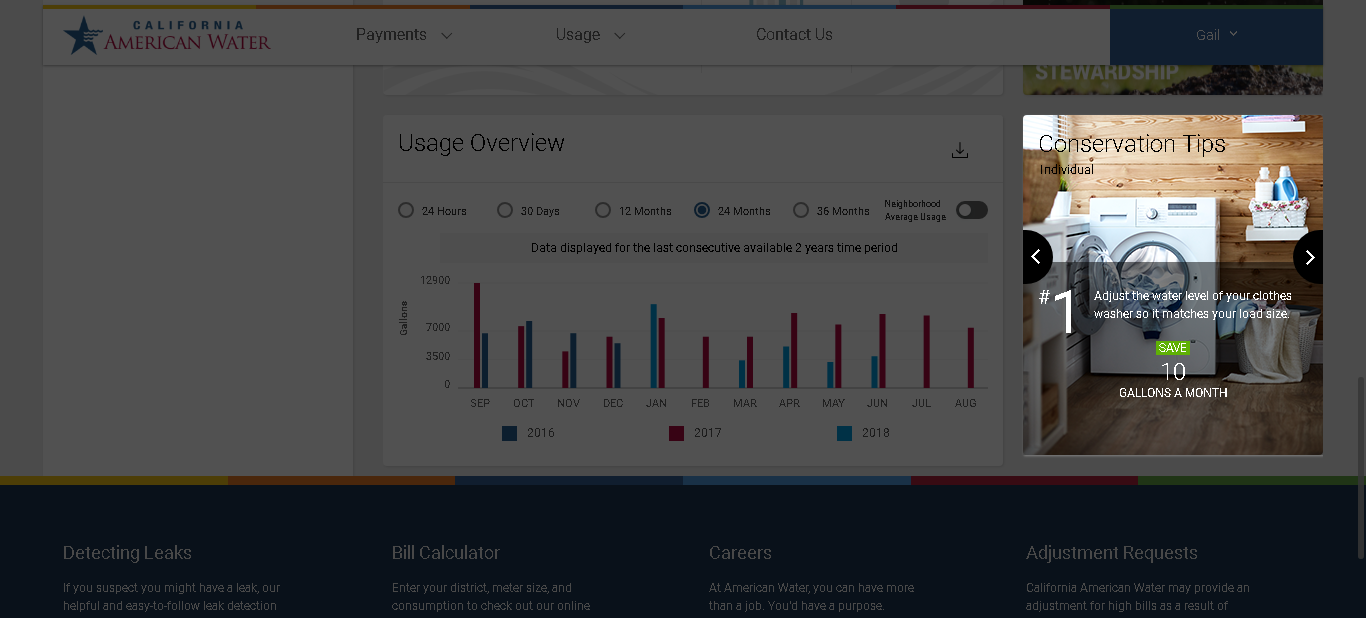 CALIFORNIA
AMERICAN WATER
Payments
Usage
Contact Us
Gail
STEWARDSHIP
Usage Overview
24 Hours
30 Days
12 Months
24 Months
36 Months
Neighborhood
Average Usage
Data displayed for the last consecutive available 2 years time period
Gallons
12900
7000
3500
0
SEP OCT NOV DEC JAN FEB MAR APR MAY JUN JUL AUG
2016 2017 2018
Conservation Tips
Individual
#1
Adjust the water level of your clothes
washer so it matches your load size.
SAVE
10
GALLONS A MONTH
Detecting Leaks
If you suspect you might have a leak, our
helpful and easy-to-follow leak detection
Bill Calculator
Enter your district, meter size, and
consumption to check out our online
Careers
At American Water, you can have more
than a job. You'd have a purpose.
Adjustment Requests
California American Water may provide an
adjustment for high bills as a result of